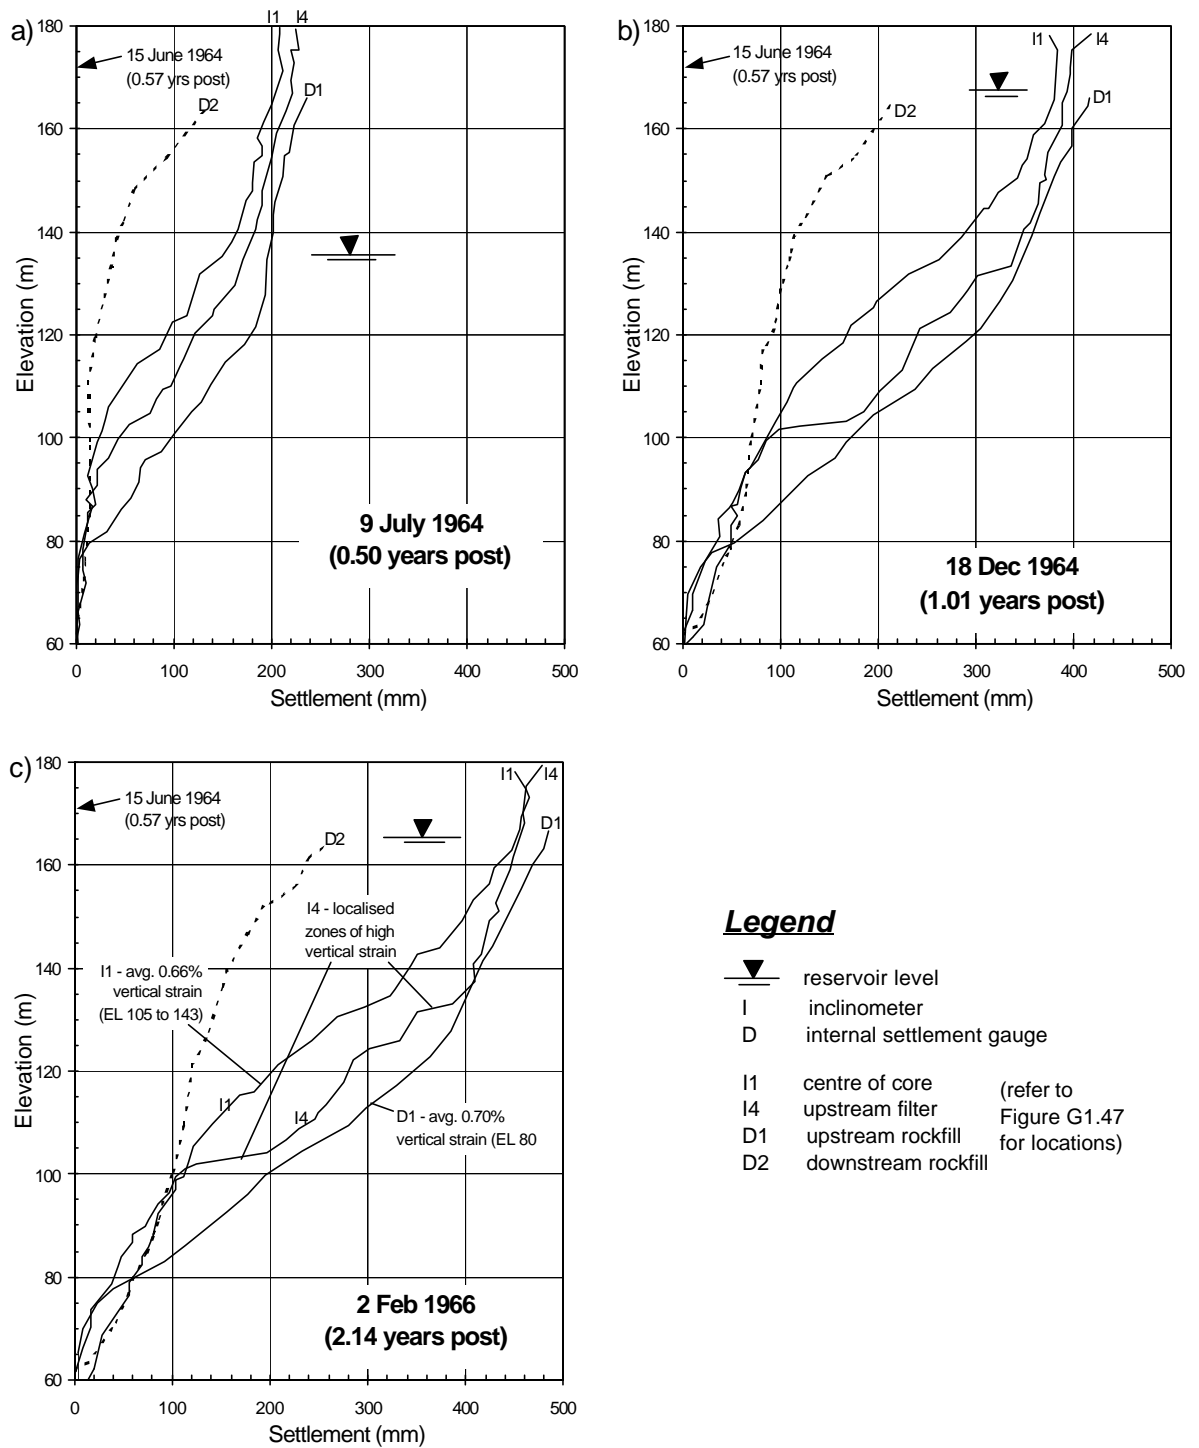 a)
180
160
140
120
100
80
60
0
100
200
300
400
500
Elevation (m)
Settlement (mm)
I1
I4
D1
D2
15 June 1964
(0.57 yrs post)
9 July 1964
(0.50 years post)
b)
180
160
140
120
100
80
60
0
100
200
300
400
500
Elevation (m)
Settlement (mm)
I1
I4
D1
D2
15 June 1964
(0.57 yrs post)
18 Dec 1964
(1.01 years post)
c)
180
160
140
120
100
80
60
0
100
200
300
400
500
Elevation (m)
Settlement (mm)
I1
I4
D1
D2
15 June 1964
(0.57 yrs post)
I4 - localised
zones of high
vertical strain
I1 - avg. 0.66%
vertical strain
(EL 105 to 143)
I1
I4
D1 - avg. 0.70%
vertical strain (EL 80
2 Feb 1966
(2.14 years post)
Legend
reservoir level
I inclinometer
D internal settlement gauge
I1 centre of core
I4 upstream filter
D1 upstream rockfill
D2 downstream rockfill
(refer to
Figure G1.47
for locations)